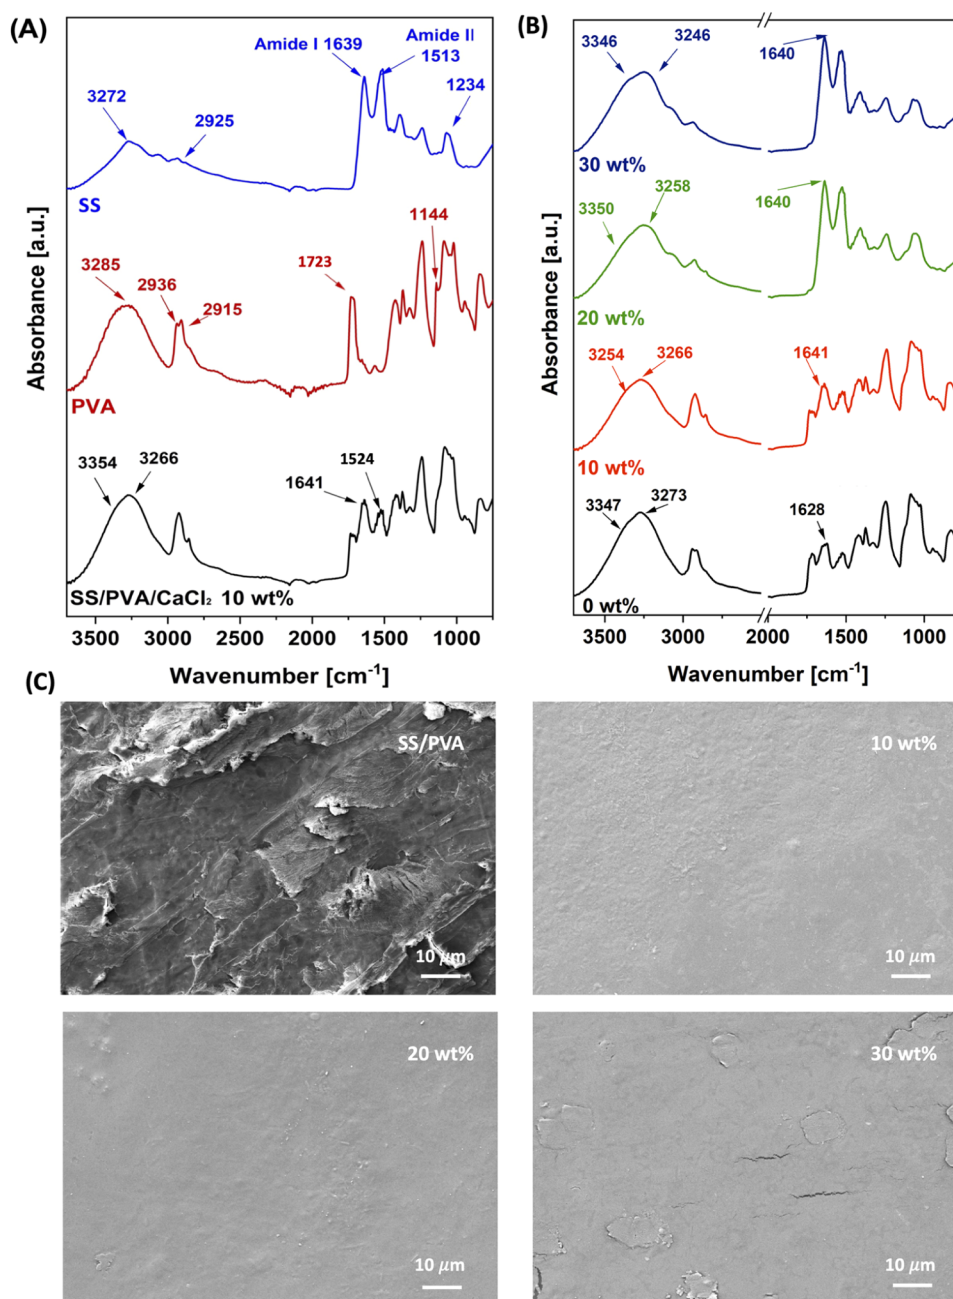 (A)
Amide I 1639
Amide II
1513
3272
2925
1234
SS
3285
2936
2915
1723
1144
PVA
3354
3266
1641
1524
SS/PVA/CaCl₂ 10 wt%
Absorbance [a.u.]
3500 3000 2500 2000 1500 1000
Wavenumber [cm⁻¹]
(B)
3346
3246
1640
30 wt%
3350
3258
1640
20 wt%
3254
3266
1641
10 wt%
3347
3273
1628
0 wt%
Absorbance [a.u.]
3500 3000 2000 1500 1000
Wavenumber [cm⁻¹]
(C)
SS/PVA
10 μm
10 wt%
10 μm
20 wt%
10 μm
30 wt%
10 μm